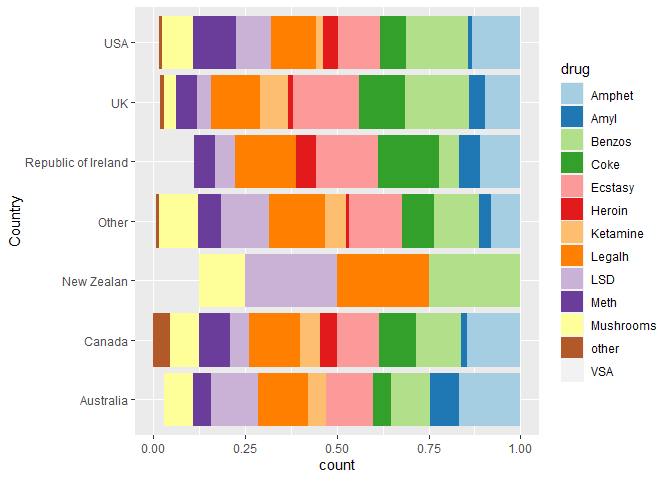 USA
UK
Republic of Ireland
Other
New Zealan
Canada
Australia
Country
0.00 0.25 0.50 0.75 1.00
count
drug
Amphet
Amyl
Benzos
Coke
Ecstasy
Heroin
Ketamine
Legalh
LSD
Meth
Mushrooms
other
VSA